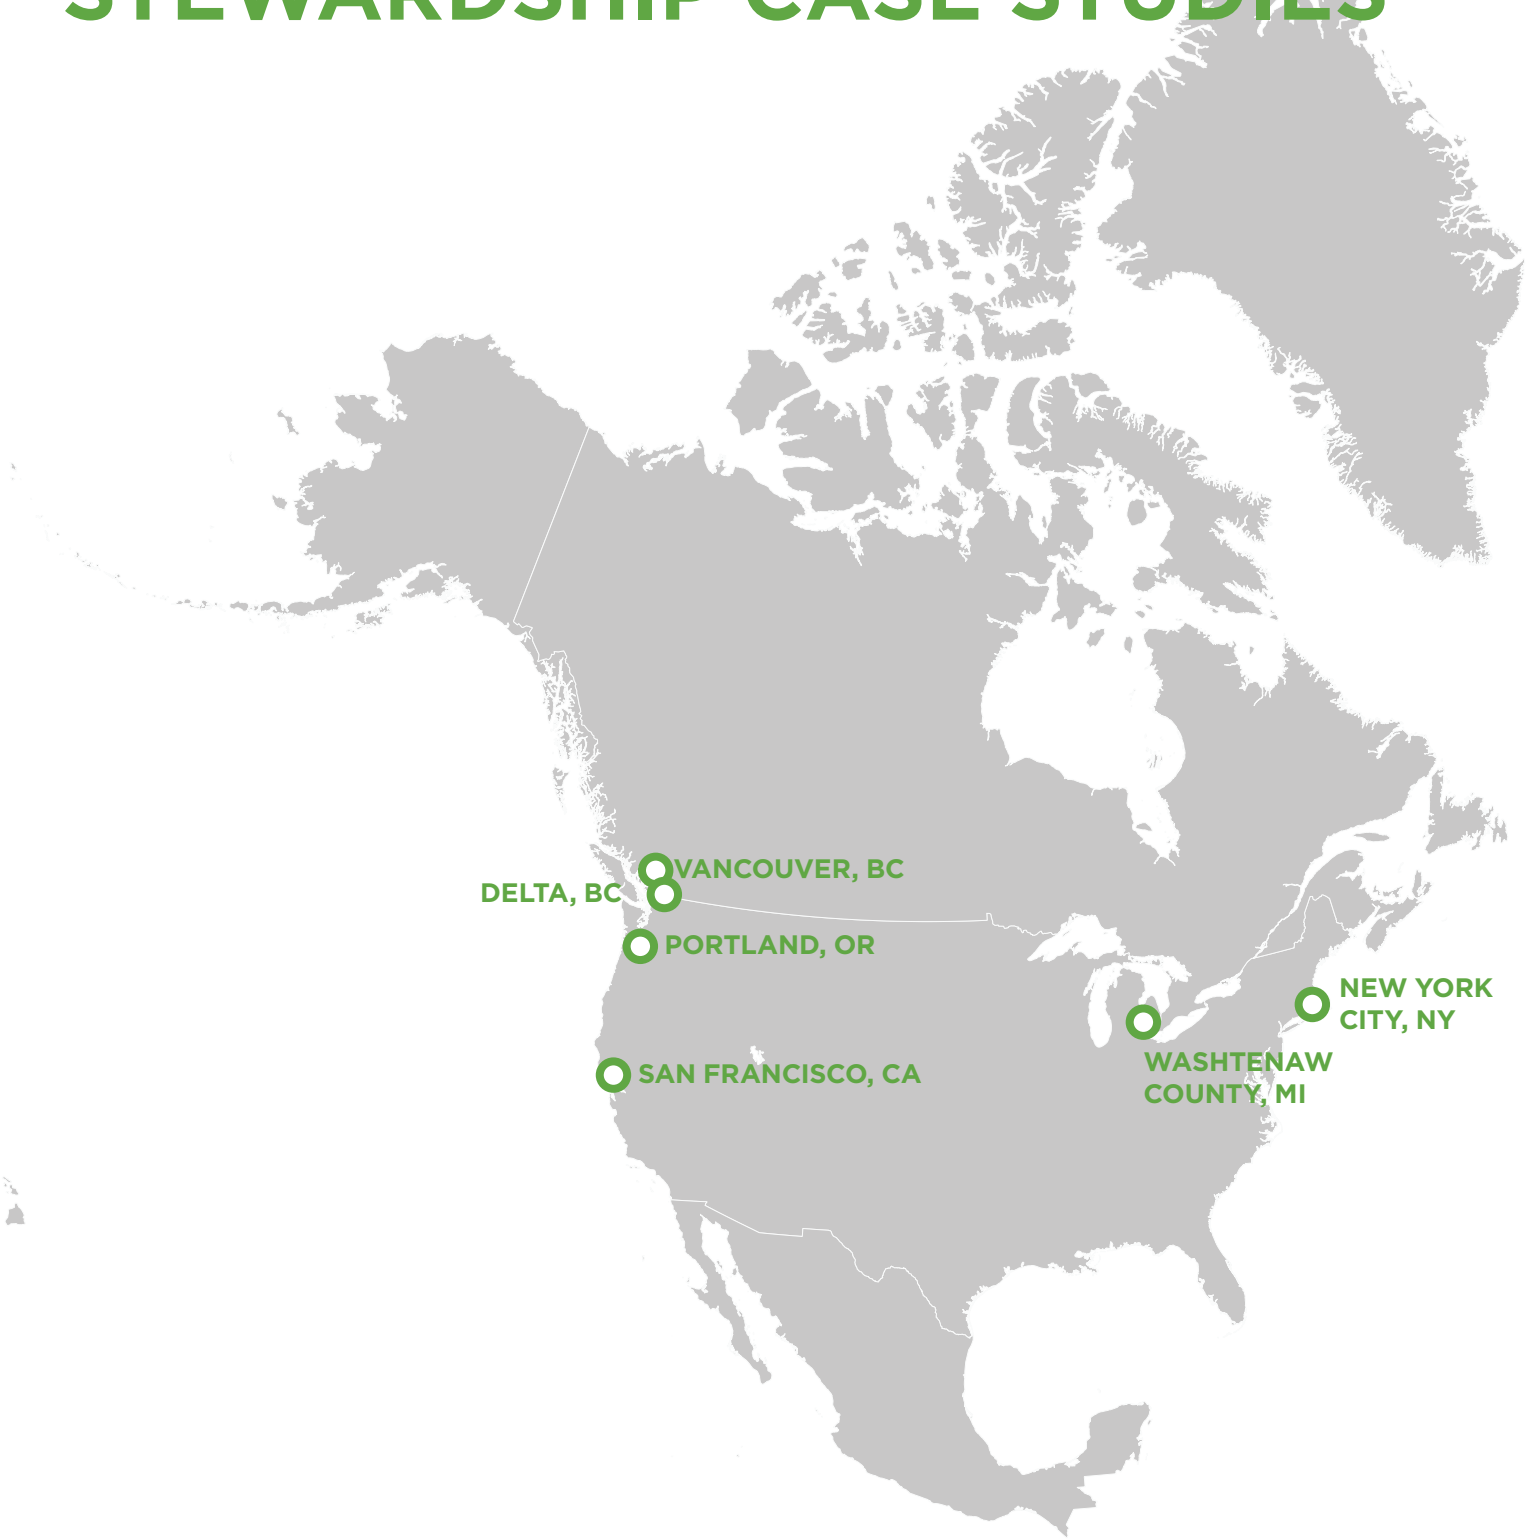 STEWARDSHIP CASE STUDIES
VANCOUVER, BC
DELTA, BC
PORTLAND, OR
NEW YORK
CITY, NY
WASHTENAW
COUNTY, MI
SAN FRANCISCO, CA